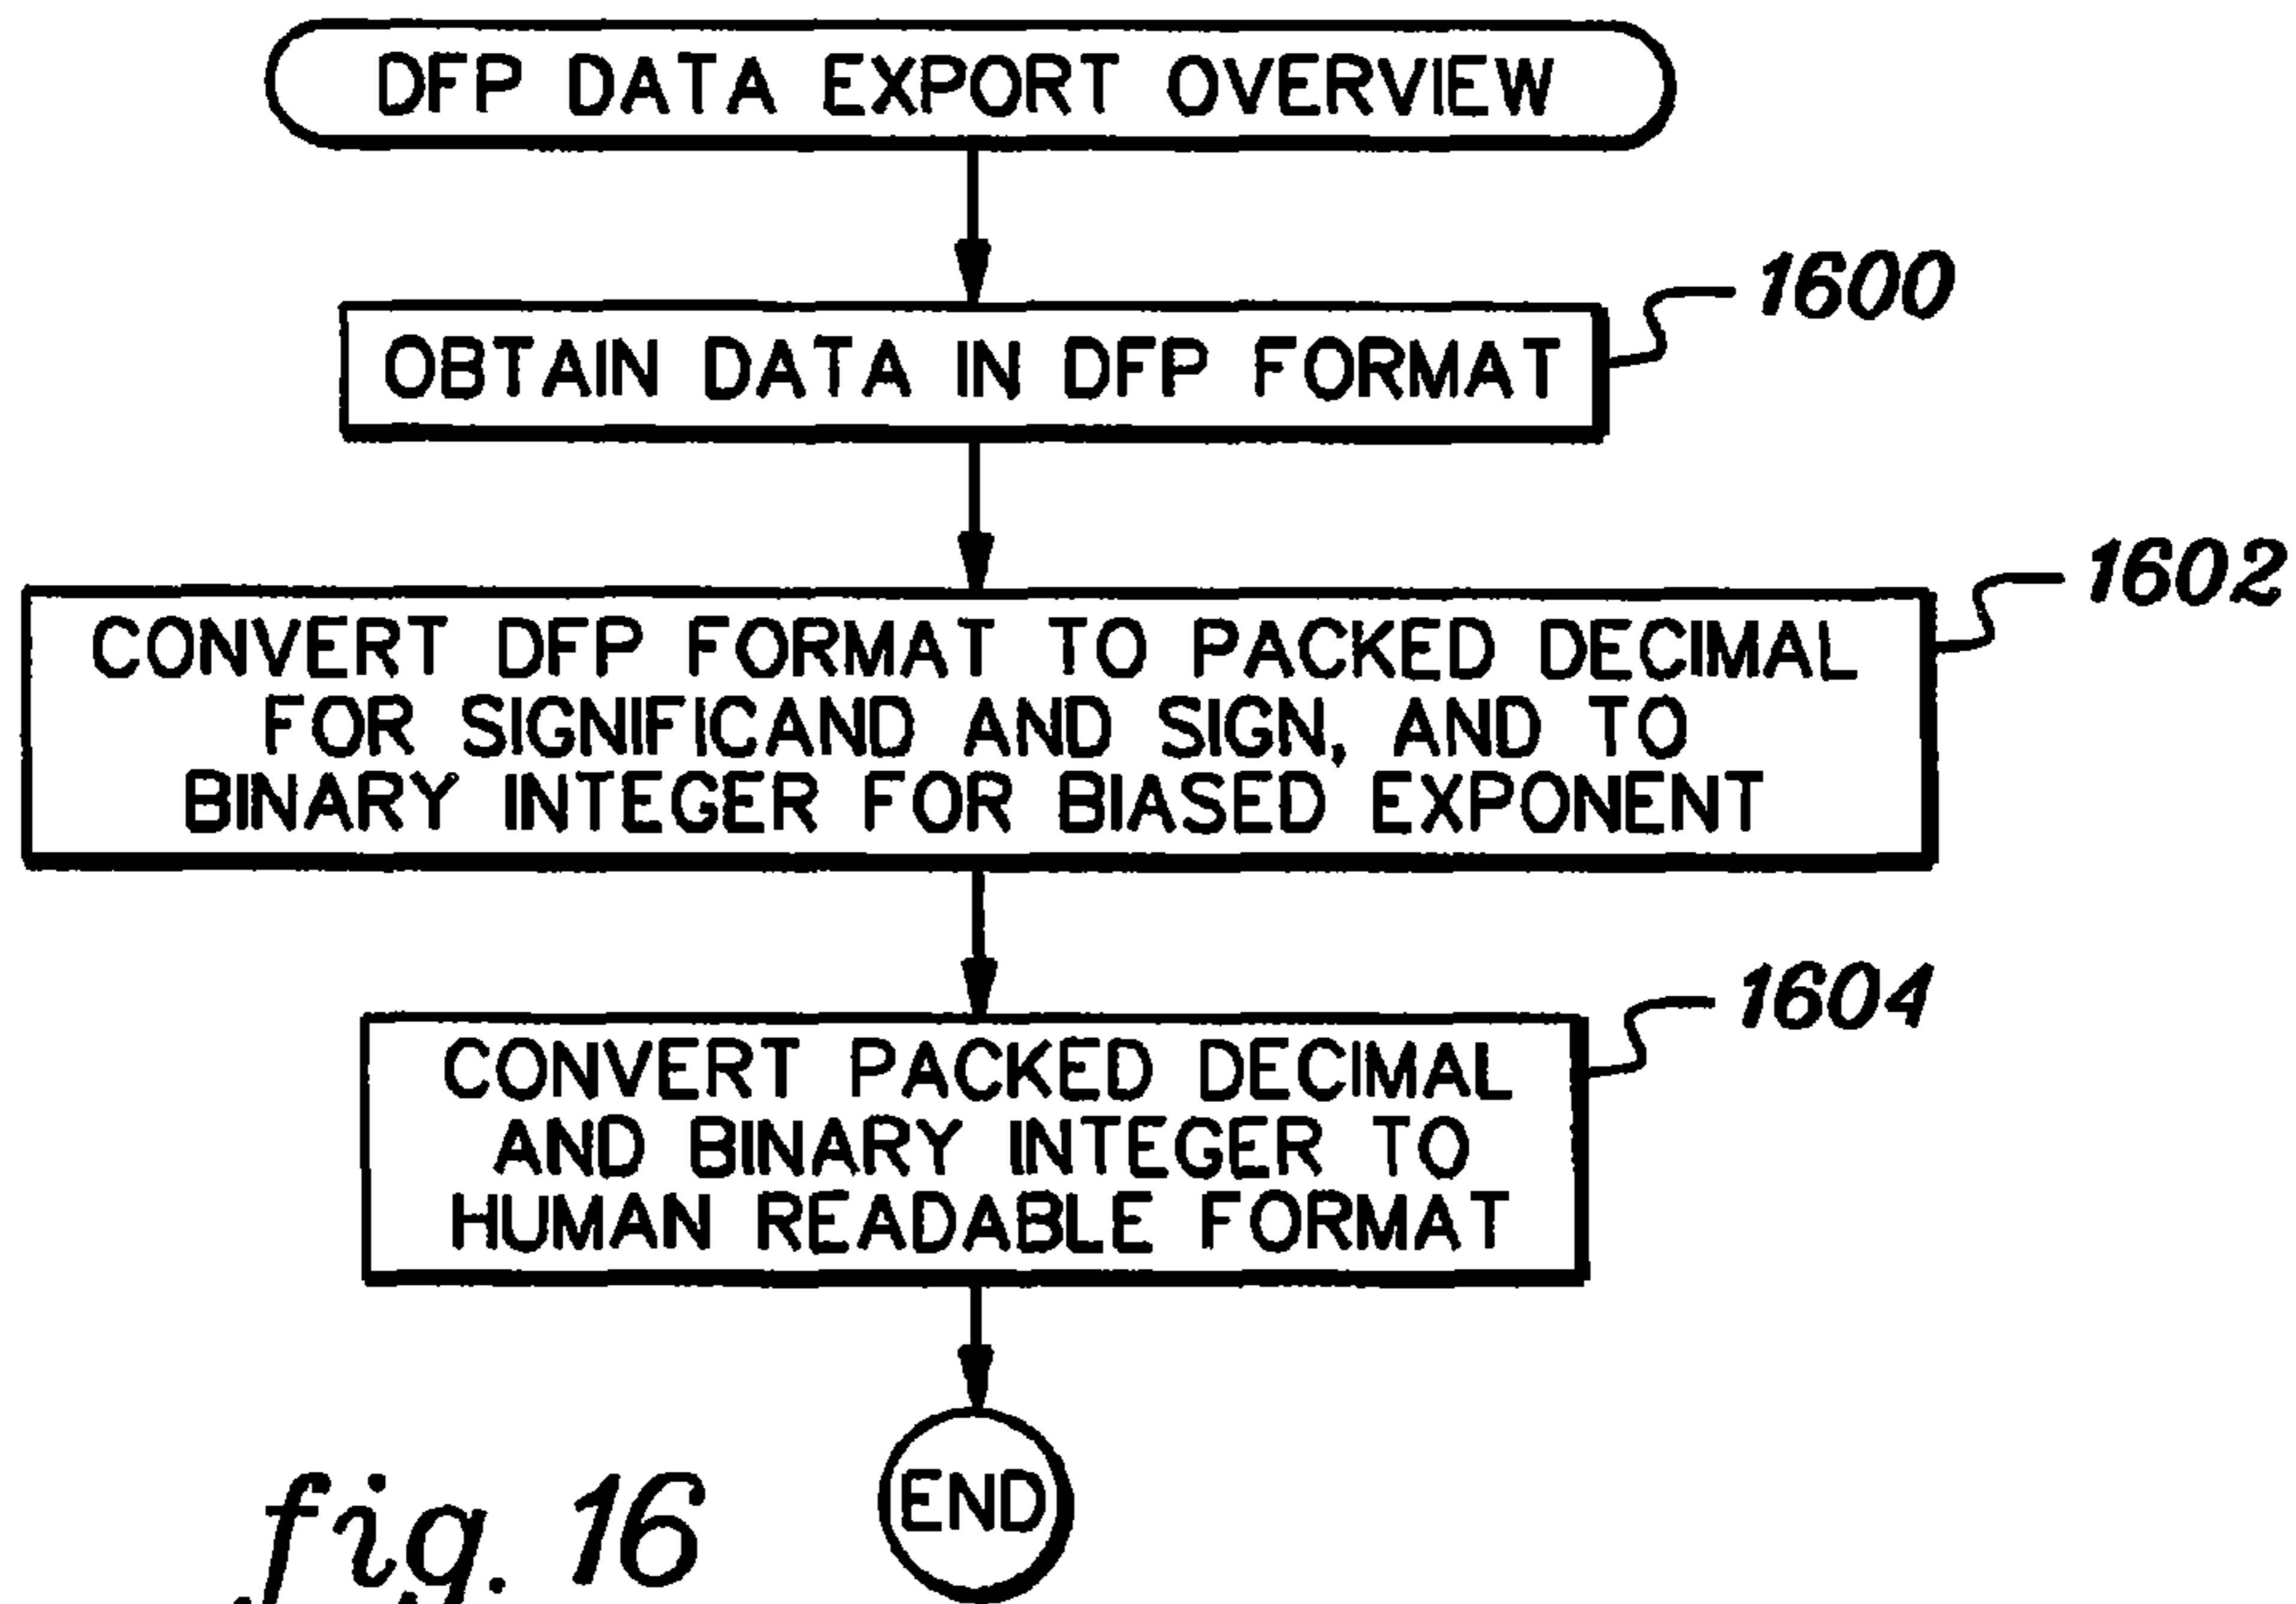 DFP DATA EXPORT OVERVIEW
1600
OBTAIN DATA IN DFP FORMAT
1602
CONVERT DFP FORMAT TO PACKED DECIMAL
FOR SIGNIFICAND AND SIGN, AND TO
BINARY INTEGER FOR BIASED EXPONENT
1604
CONVERT PACKED DECIMAL
AND BINARY INTEGER TO
HUMAN READABLE FORMAT
END
fig. 16